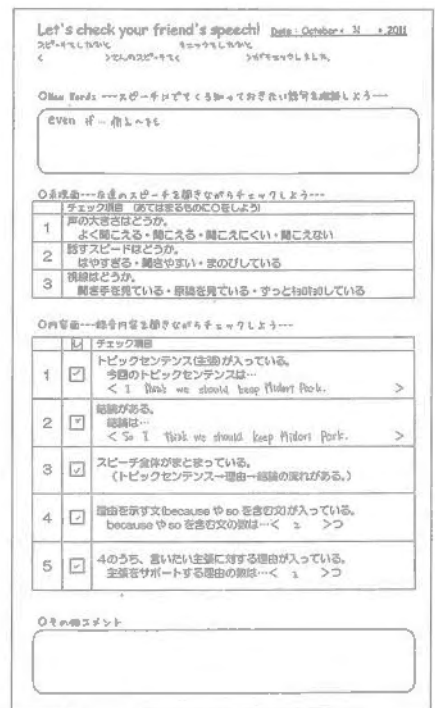 Let's check your friend's speech! Date : October < 31 > , 2011
スピーチをした人 チェックをした人
< >さんのスピーチを< >がチェックしました。
○New Words ---スピーチにでてくる知っておきたい語句を確認しよう---
even if …
○表現面---友達のスピーチを聞きながらチェックしよう---
チェック項目 (あてはまるものに○をしよう)
1 声の大きさはどうか。
よく聞こえる・聞こえる・聞こえにくい・聞こえない
2 話すスピードはどうか。
はやすぎる・聞きやすい・まのびしている
3 視線はどうか。
聞き手を見ている・原稿を見ている・ずっとキョロキョロしている
○内容面---録音内容を聞きながらチェックしよう---
チェック項目
1 トピックセンテンス(主張)が入っている。
今回のトピックセンテンスは…
< I think we should keep Midori Park. >
2 結論がある。
結論は…
< So I think we should keep Midori Park. >
3 スピーチ全体がまとまっている。
(トピックセンテンス→理由→結論の流れがある。)
4 理由を示す文(because や so を含む文)が入っている。
because や so を含む文の数は…< 2 >つ
5 4のうち、言いたい主張に対する理由が入っている。
主張をサポートする理由の数は…< 2 >つ
○その他コメント